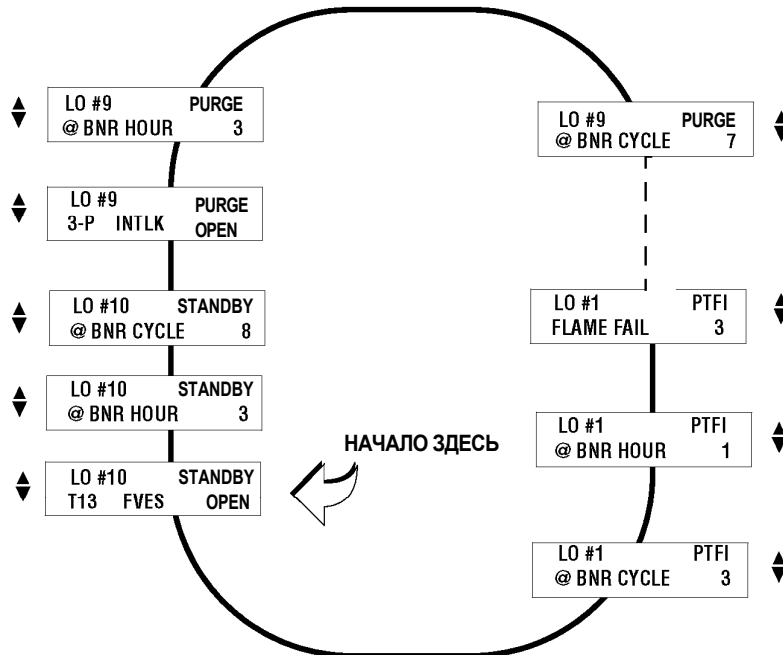 LO #9 PURGE
@ BNR HOUR 3
LO #9 PURGE
3-P INTLK OPEN
LO #10 STANDBY
@ BNR CYCLE 8
LO #10 STANDBY
@ BNR HOUR 3
LO #10 STANDBY
T13 FVES OPEN
НАЧАЛО ЗДЕСЬ
LO #9 PURGE
@ BNR CYCLE 7
LO #1 PTFI
FLAME FAIL 3
LO #1 PTFI
@ BNR HOUR 1
LO #1 PTFI
@ BNR CYCLE 3